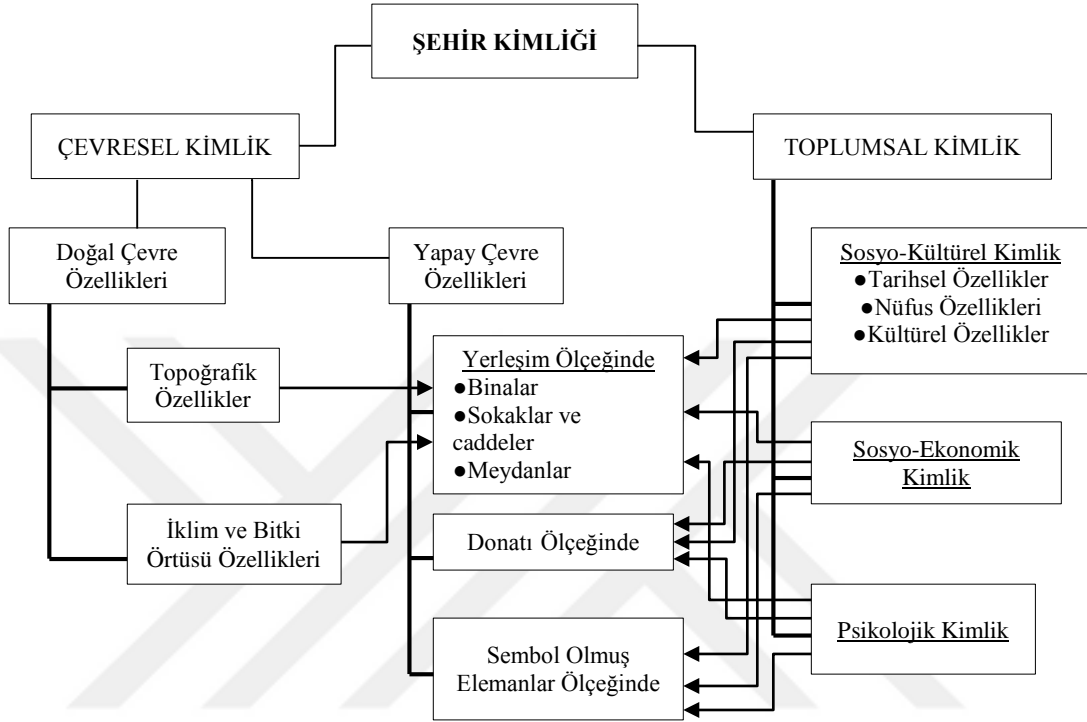 ŞEHİR KİMLİĞİ
ÇEVRESEL KİMLİK
TOPLUMSAL KİMLİK
Doğal Çevre
Özellikleri
Yapay Çevre
Özellikleri
Sosyo-Kültürel Kimlik
●Tarihsel Özellikler
●Nüfus Özellikleri
●Kültürel Özellikler
Topoğrafik
Özellikler
Yerleşim Ölçeğinde
●Binalar
●Sokaklar ve
caddeler
●Meydanlar
Sosyo-Ekonomik
Kimlik
İklim ve Bitki
Örtüsü Özellikleri
Donatı Ölçeğinde
Psikolojik Kimlik
Sembol Olmuş
Elemanlar Ölçeğinde